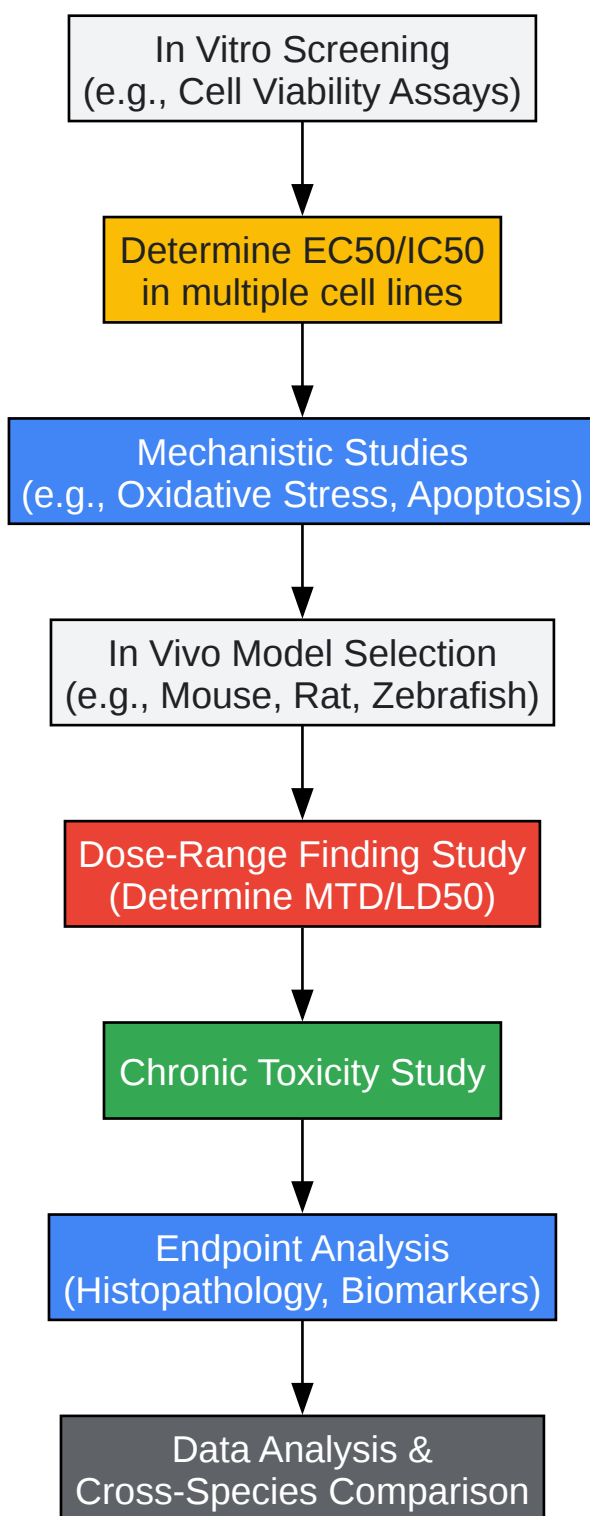 In Vitro Screening
(e.g., Cell Viability Assays)
Determine EC50/IC50
in multiple cell lines
Mechanistic Studies
(e.g., Oxidative Stress, Apoptosis)
In Vivo Model Selection
(e.g., Mouse, Rat, Zebrafish)
Dose-Range Finding Study
(Determine MTD/LD50)
Chronic Toxicity Study
Endpoint Analysis
(Histopathology, Biomarkers)
Data Analysis &
Cross-Species Comparison